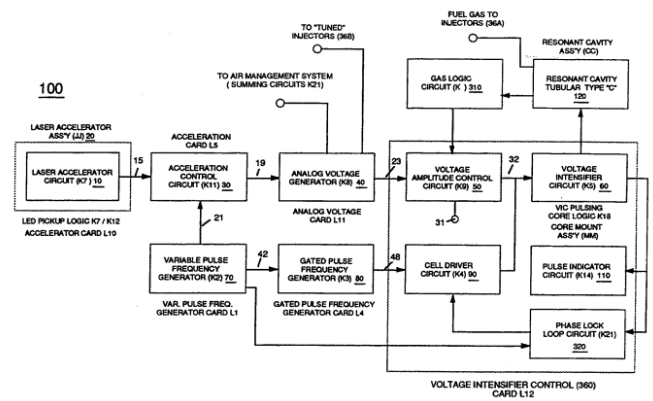 FUEL GAS TO
INJECTORS (36A)
TO "TUNED"
INJECTORS (36B)
RESONANT CAVITY
ASS'Y (CC)
TO AIR MANAGEMENT SYSTEM
( SUMMING CIRCUITS K21)
GAS LOGIC
CIRCUIT (K ) 310
RESONANT CAVITY
TUBULAR TYPE "C"
120
100
LASER ACCELERATOR
ASS'Y (JJ) 20
ACCELERATION
CARD L5
15
19
23
32
LASER ACCELERATOR
CIRCUIT (K7 ) 10
ACCELERATION
CONTROL
CIRCUIT (K11) 30
ANALOG VOLTAGE
GENERATOR (K8) 40
VOLTAGE
AMPLITUDE CONTROL
CIRCUIT (K9) 50
VOLTAGE
INTENSIFIER
CIRCUIT (K5) 60
LED PICKUP LOGIC K7 / K12
ACCELERATOR CARD L10
ANALOG VOLTAGE
CARD L11
31
VIC PULSING
CORE LOGIC K18
CORE MOUNT
ASS'Y (MM)
21
42
48
VARIABLE PULSE
FREQUENCY
GENERATOR (K2) 70
GATED PULSE
FREQUENCY
GENERATOR (K3) 80
CELL DRIVER
CIRCUIT (K4) 90
PULSE INDICATOR
CIRCUIT (K14) 110
VAR. PULSE FREQ.
GENERATOR CARD L1
GATED PULSE FREQUENCY
GENERATOR CARD L4
PHASE LOCK
LOOP CIRCUIT (K21)
320
VOLTAGE INTENSIFIER CONTROL (360)
CARD L12